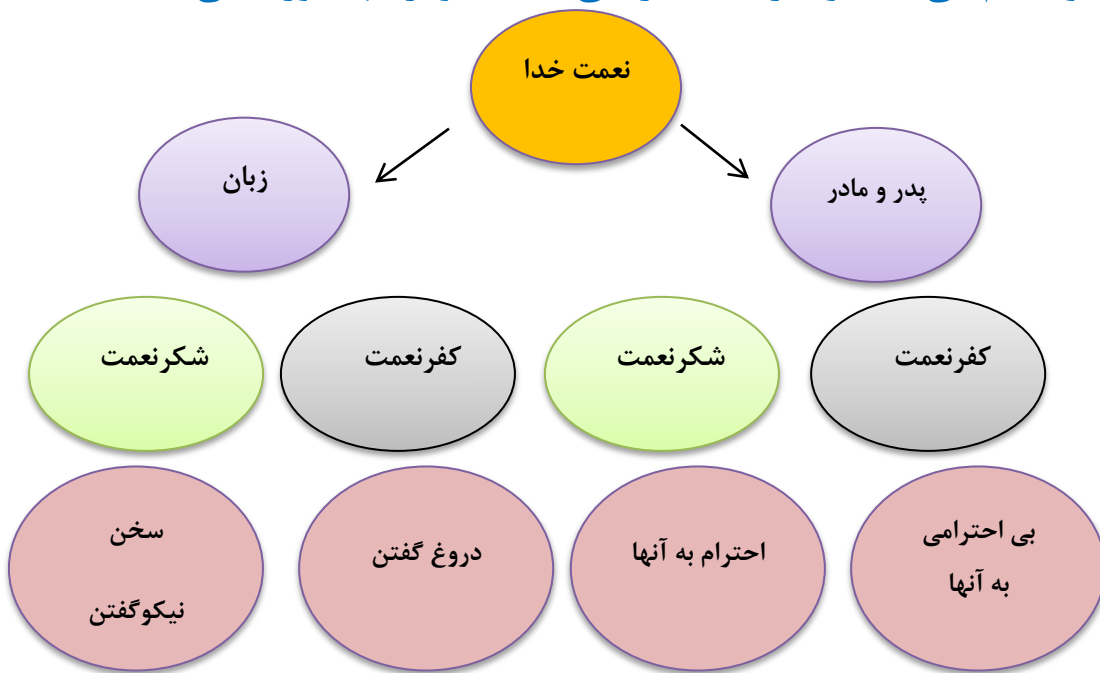 نعمت خدا
پدر و مادر
زبان
کفرنعمت
شکرنعمت
کفرنعمت
شکرنعمت
بی احترامی
به آنها
احترام به آنها
دروغ گفتن
سخن
نیکوگفتن